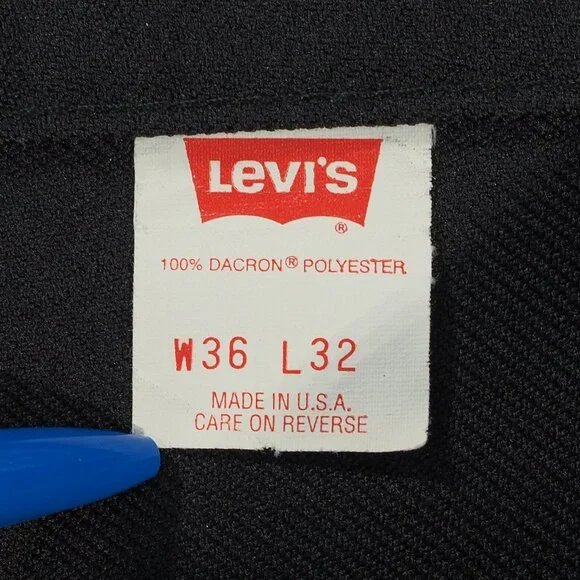 Levi's
®
100% DACRON® POLYESTER
W36 L32
MADE IN U.S.A.
CARE ON REVERSE